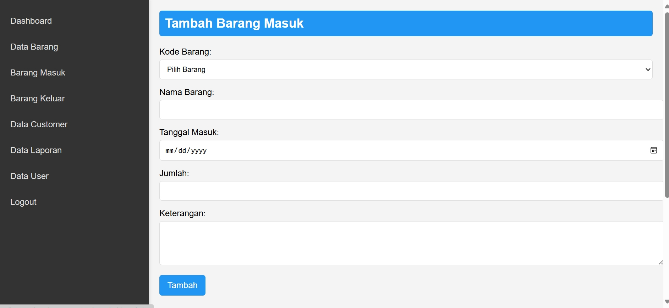 Dashboard
Data Barang
Barang Masuk
Barang Keluar
Data Customer
Data Laporan
Data User
Logout
Tambah Barang Masuk
Kode Barang:
Pilih Barang
Nama Barang:
Tanggal Masuk:
mm/dd/yyyy
Jumlah:
Keterangan:
Tambah